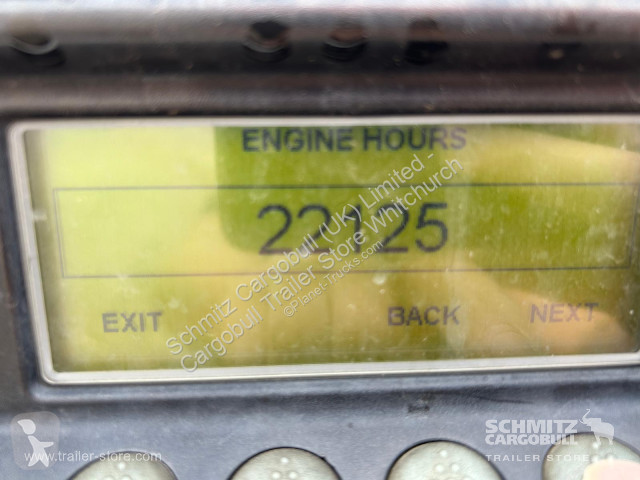 ENGINE HOURS
22125
EXIT BACK NEXT
Schmitz Cargobull (UK) Limited -
Cargobull Trailer Store Whitchurch
©Planet-Trucks.com
www.trailer-store.com
SCHMITZ
CARGOBULL
TRAILER STORE